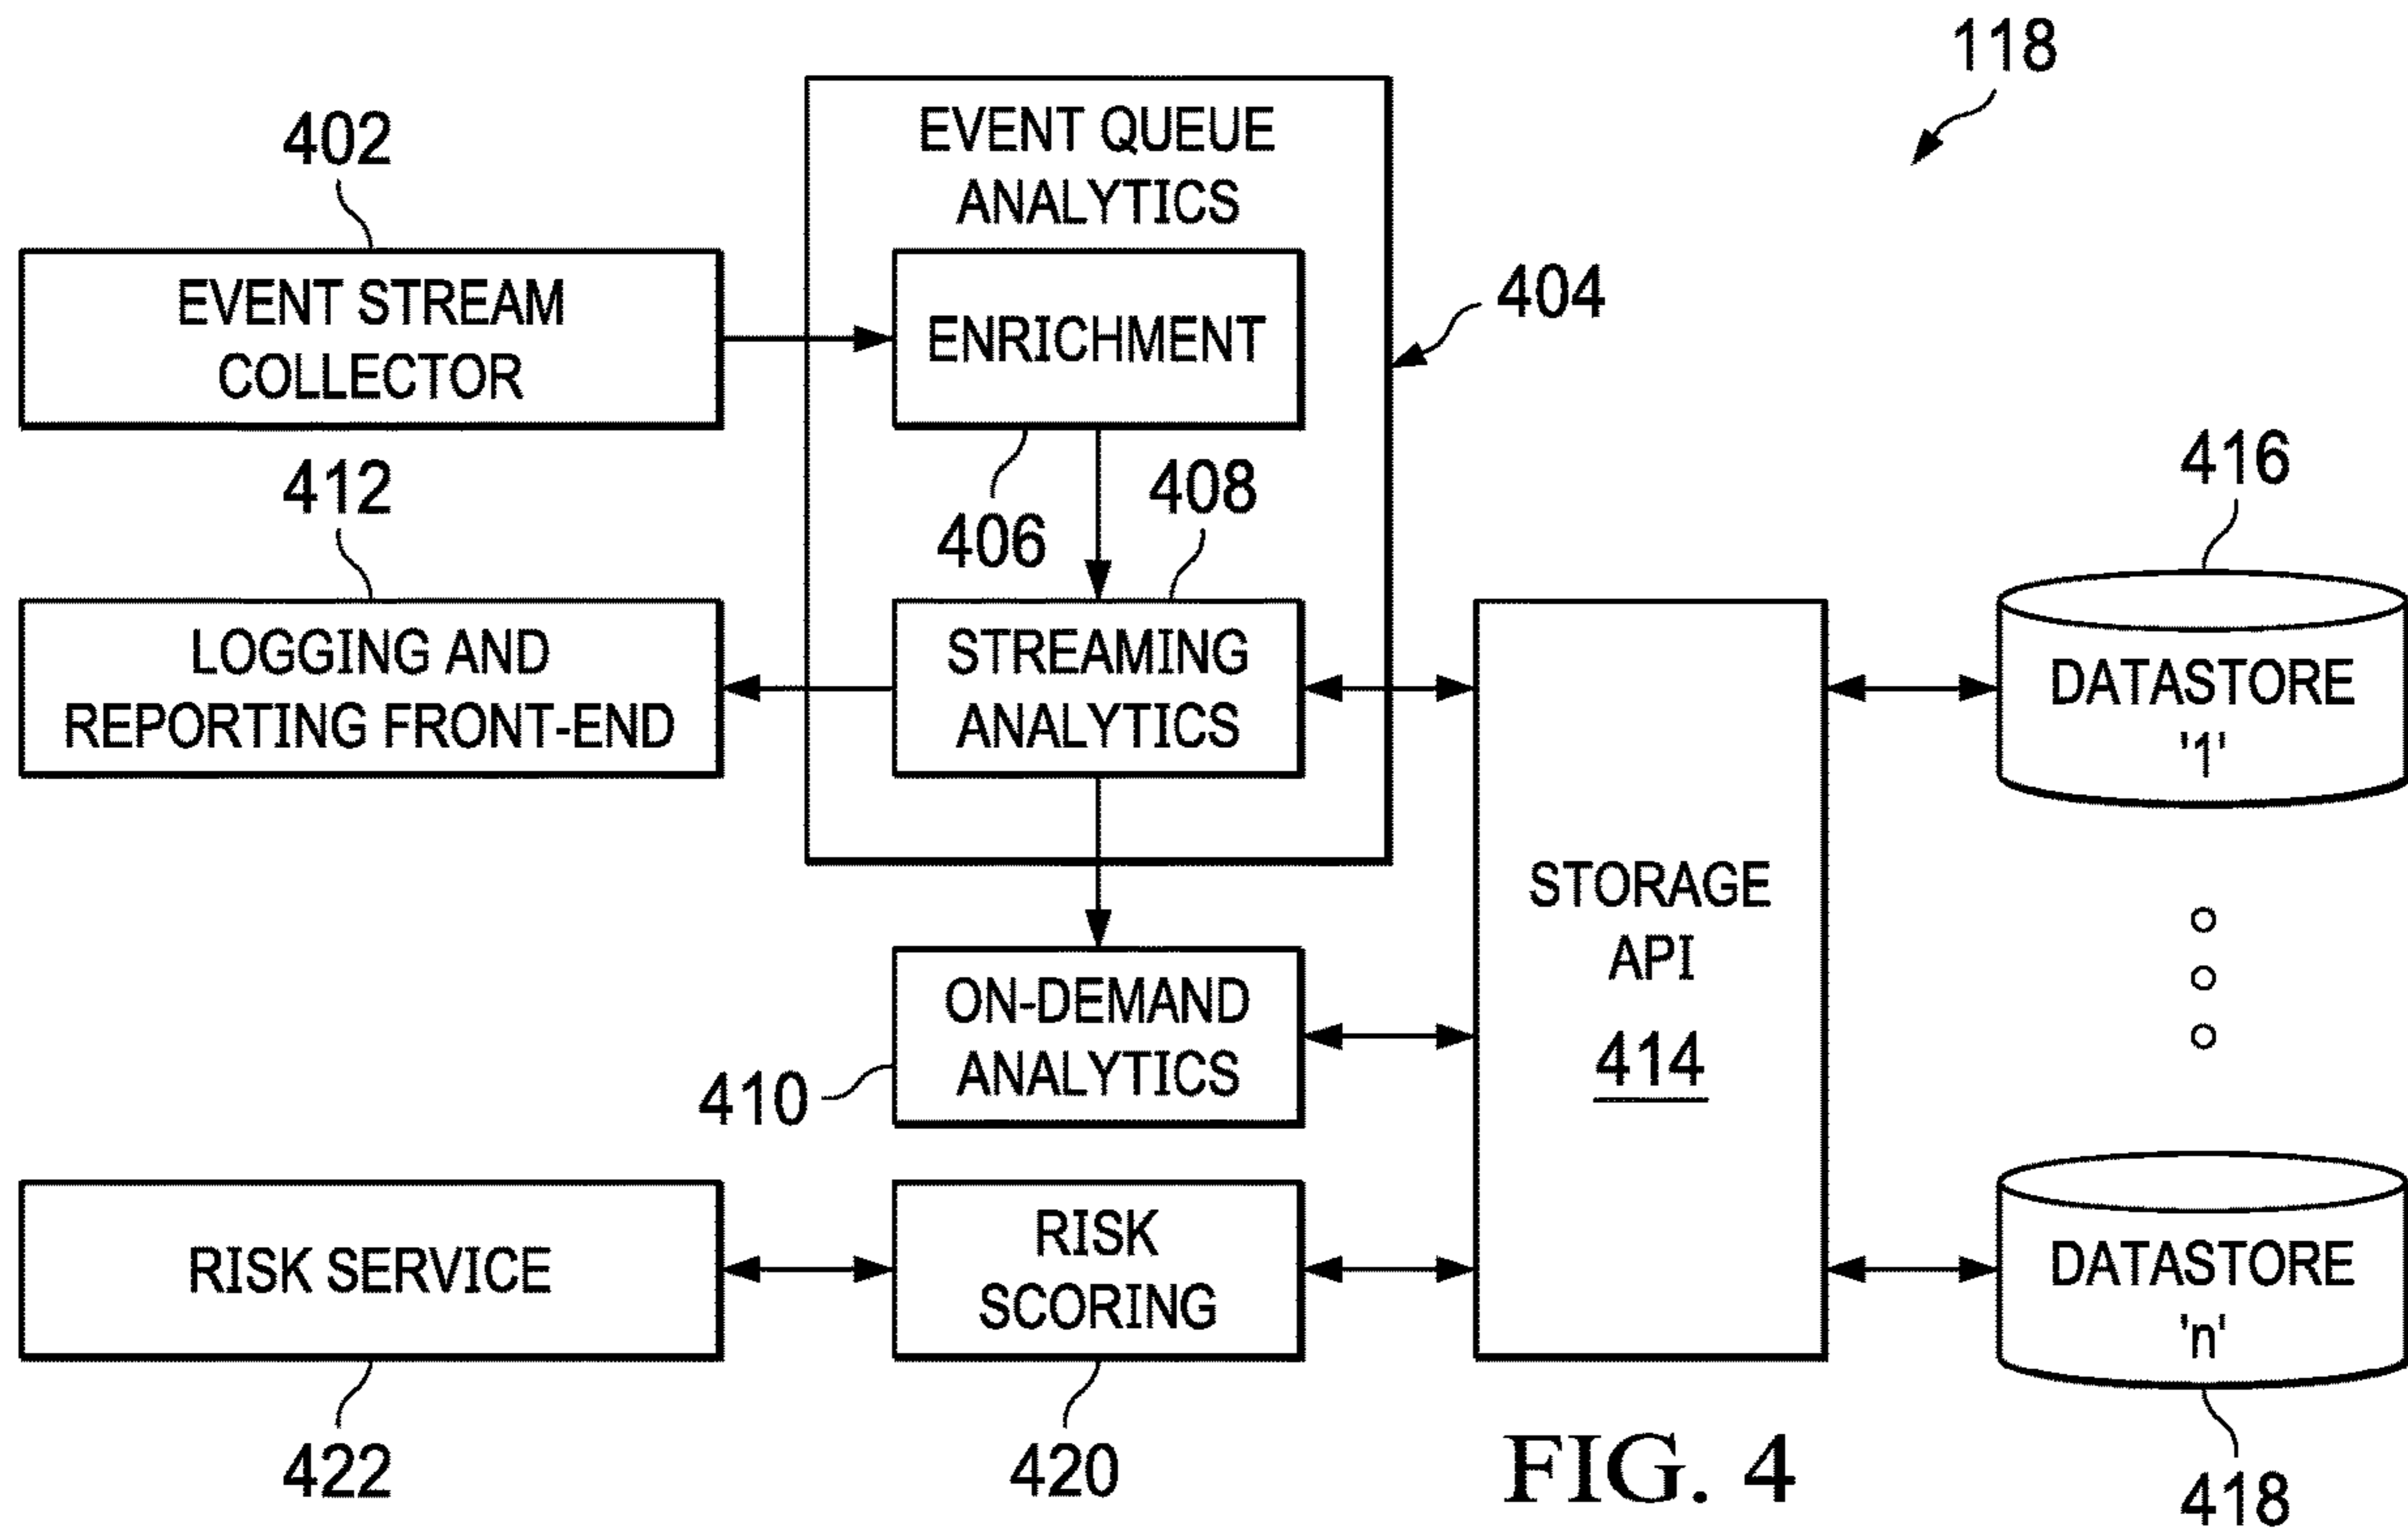 118
402
EVENT QUEUE
ANALYTICS
EVENT STREAM
COLLECTOR
ENRICHMENT
404
412
406
408
416
LOGGING AND
REPORTING FRONT-END
STREAMING
ANALYTICS
DATASTORE
'1'
STORAGE
API
414
ON-DEMAND
ANALYTICS
410
RISK SERVICE
RISK
SCORING
DATASTORE
'n'
422
420
FIG. 4
418